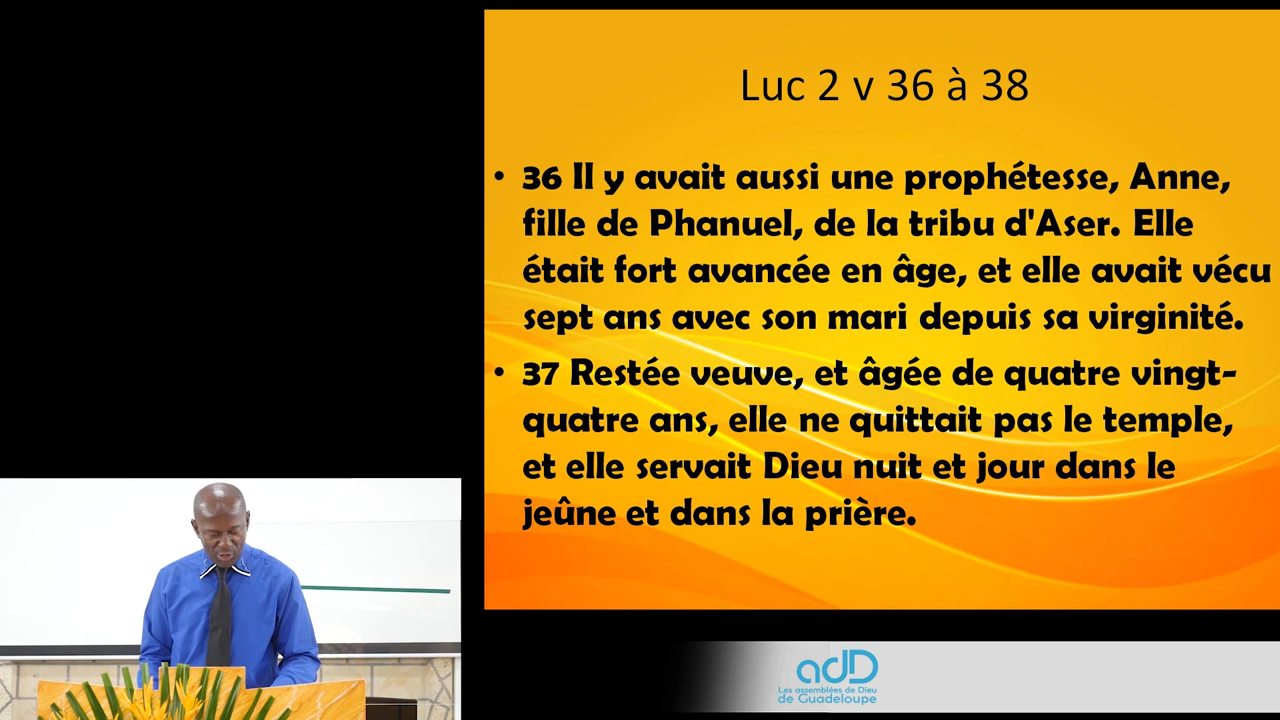 Luc 2 v 36 à 38
• 36 Il y avait aussi une prophétesse, Anne,
fille de Phanuel, de la tribu d'Aser. Elle
était fort avancée en âge, et elle avait vécu
sept ans avec son mari depuis sa virginité.
• 37 Restée veuve, et âgée de quatre vingt-
quatre ans, elle ne quittait pas le temple,
et elle servait Dieu nuit et jour dans le
jeûne et dans la prière.
adD
Les assemblées de Dieu
de Guadeloupe